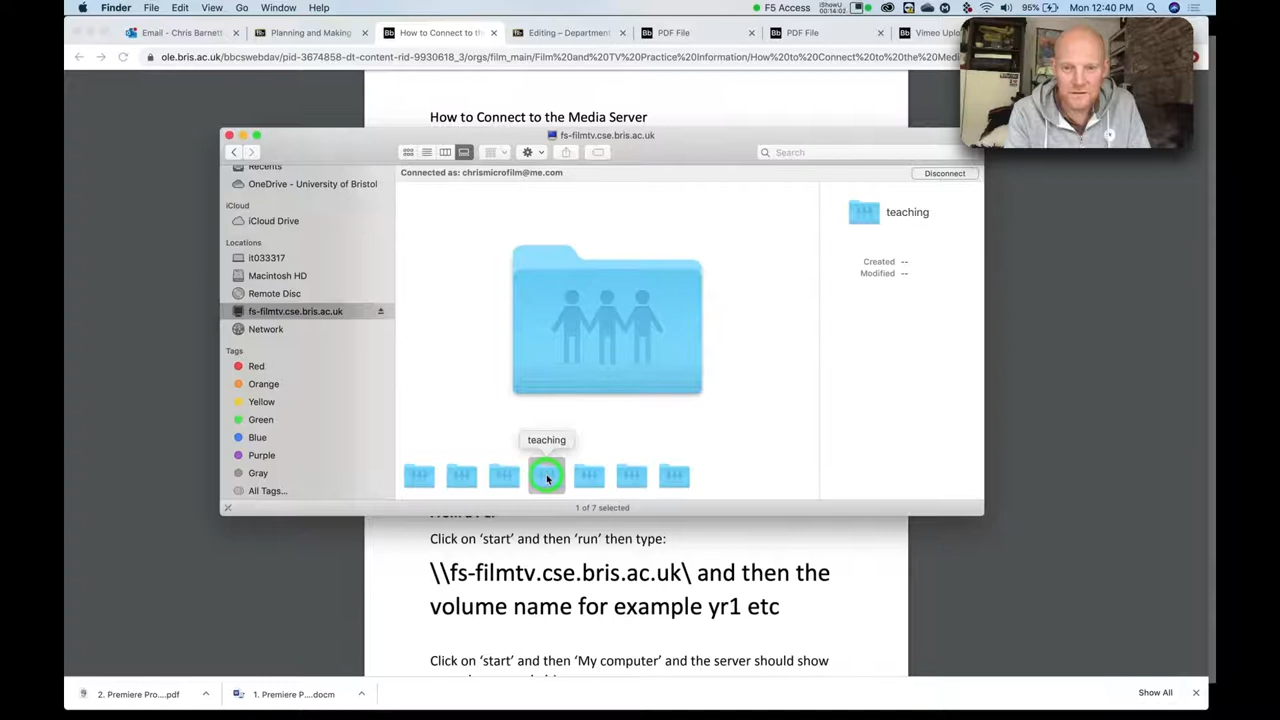 Finder File Edit View Go Window Help F5 Access iShowU 00:14:02 95% Mon 12:40 PM
Email - Chris Barnett Planning and Making How to Connect to the Editing – Department PDF File PDF File Vimeo Uplo
ole.bris.ac.uk/bbcswebdav/pid-3674858-dt-content-rid-9930618_3/orgs/film_main/Film%20and%20TV%20Practice%20Information/How%20to%20Connect%20to%20the%20Medi
How to Connect to the Media Server
fs-filmtv.cse.bris.ac.uk
Search
Connected as: chrismicrofilm@me.com
Disconnect
Recents
OneDrive - University of Bristol
iCloud
iCloud Drive
Locations
it033317
Macintosh HD
Remote Disc
fs-filmtv.cse.bris.ac.uk
Network
Tags
Red
Orange
Yellow
Green
Blue
Purple
Gray
All Tags...
teaching
teaching
Created --
Modified --
1 of 7 selected
Click on ‘start’ and then ‘run’ then type:
\\fs-filmtv.cse.bris.ac.uk\ and then the
volume name for example yr1 etc
Click on ‘start’ and then ‘My computer’ and the server should show
2. Premiere Pro....pdf 1. Premiere P....docm Show All